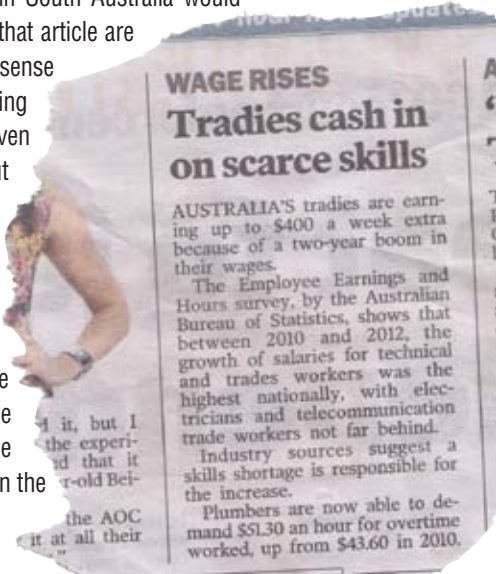 in South Australia would
that article are
sense
ing
ven
ut
e
e
e
n the
WAGE RISES
Tradies cash in
on scarce skills
AUSTRALIA'S tradies are earn-
ing up to $400 a week extra
because of a two-year boom in
their wages.
The Employee Earnings and
Hours survey, by the Australian
Bureau of Statistics, shows that
between 2010 and 2012, the
growth of salaries for technical
and trades workers was the
highest nationally, with elec-
tricians and telecommunication
trade workers not far behind.
Industry sources suggest a
skills shortage is responsible for
the increase.
Plumbers are now able to de-
mand $51.30 an hour for overtime
worked, up from $43.60 in 2010.
it, but I
the experi-
that it
r-old Bei-
the AOC
it at all their